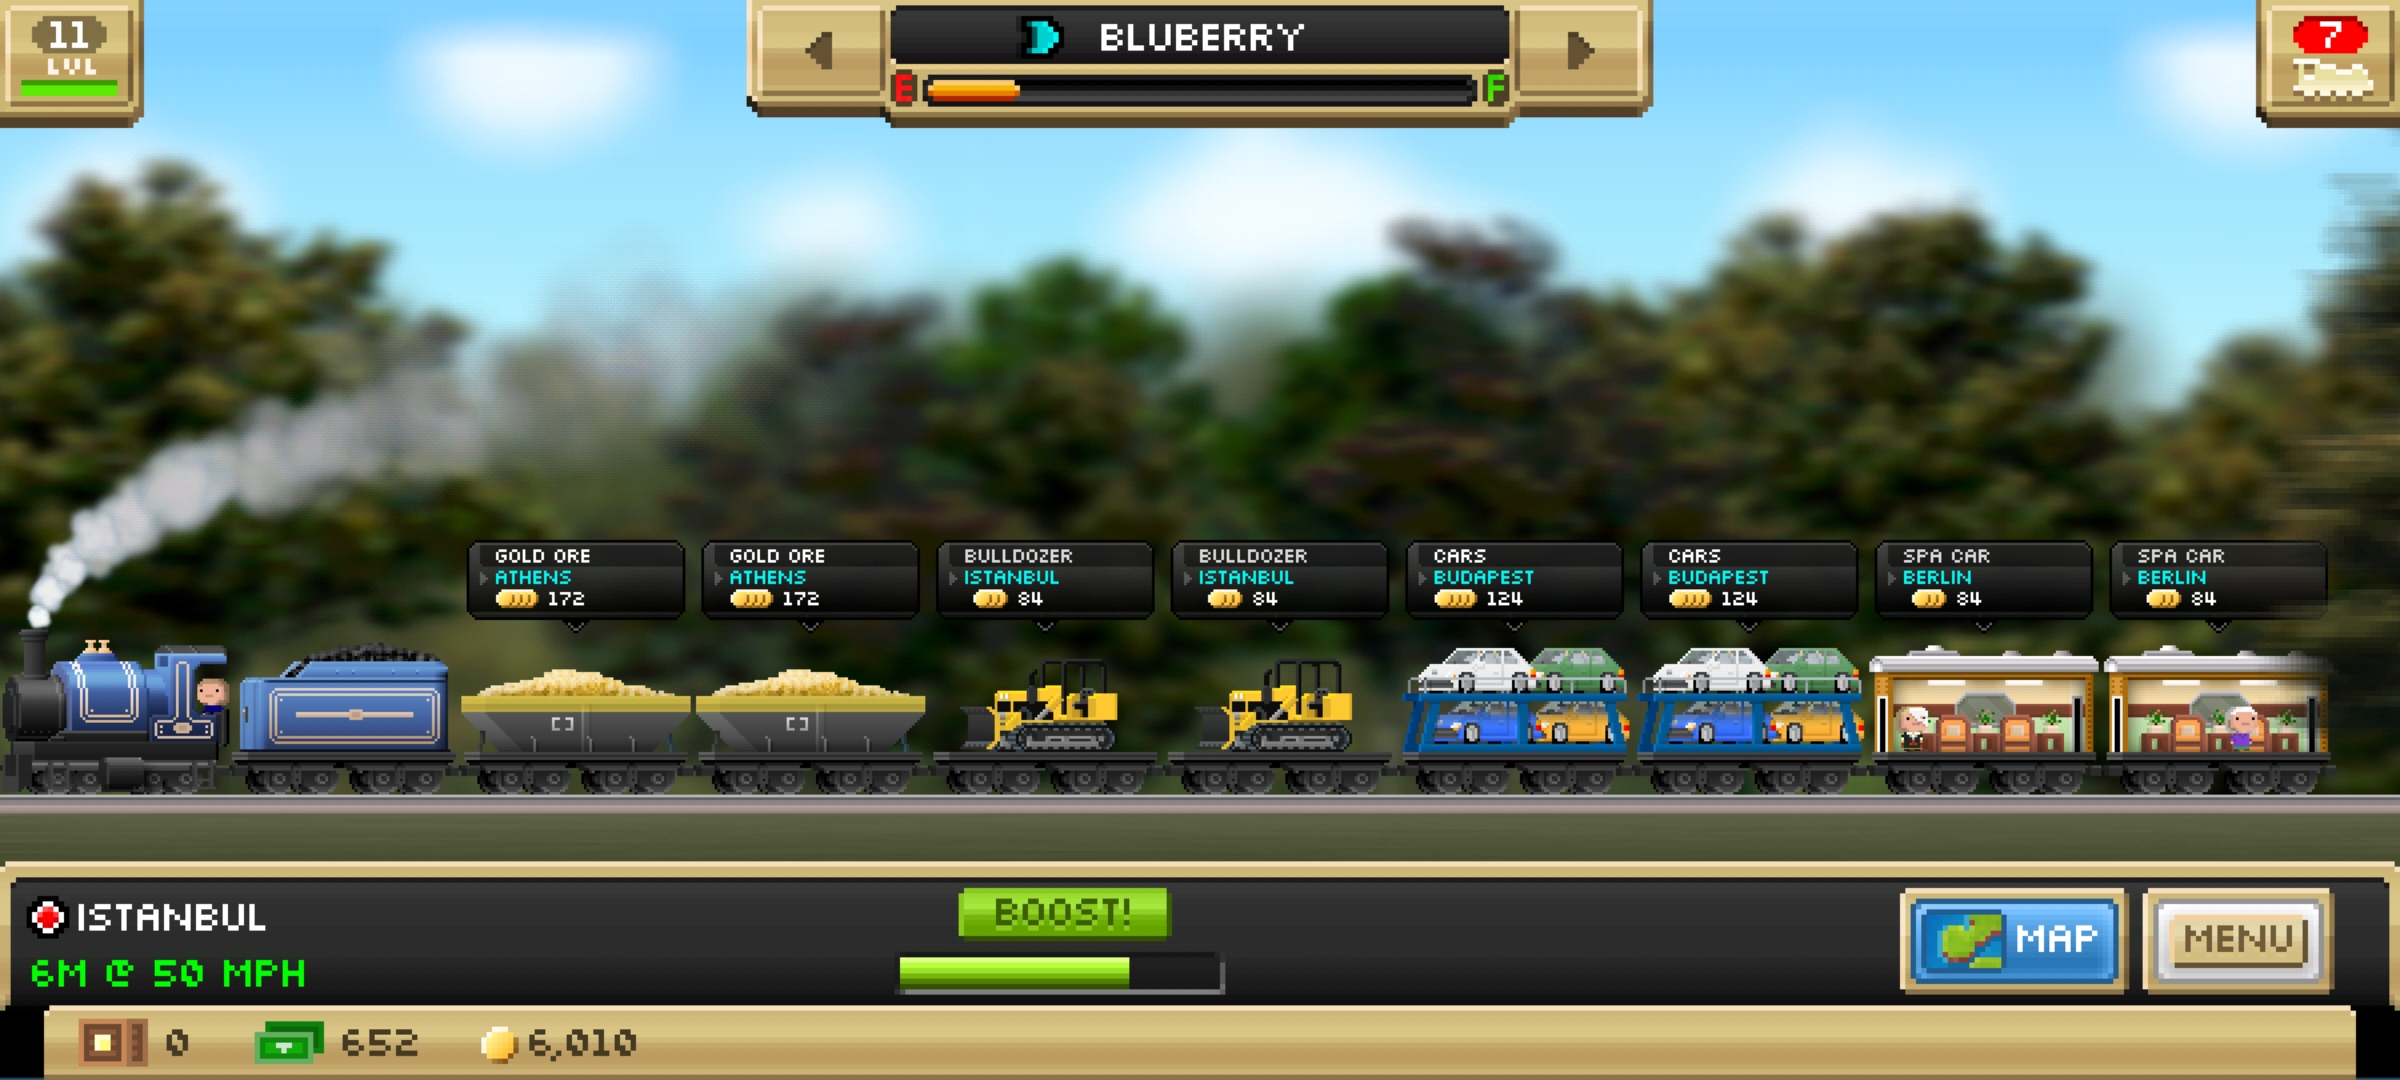 11
LVL
BLUBERRY
E
F
7
GOLD ORE
ATHENS
172
GOLD ORE
ATHENS
172
BULLDOZER
ISTANBUL
84
BULLDOZER
ISTANBUL
84
CARS
BUDAPEST
124
CARS
BUDAPEST
124
SPA CAR
BERLIN
84
SPA CAR
BERLIN
84
ISTANBUL
6M @ 50 MPH
BOOST!
MAP
MENU
0
652
6,010